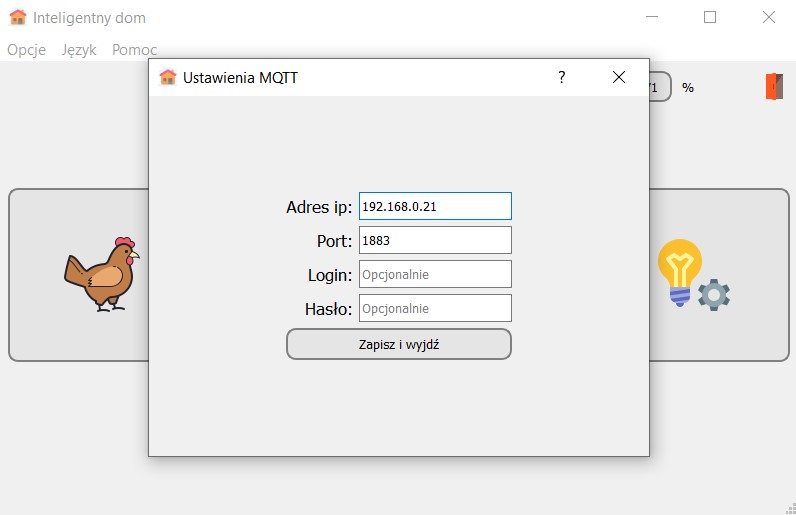 Inteligentny dom
Opcje Język Pomoc
Ustawienia MQTT ?
%
Adres ip: 192.168.0.21
Port: 1883
Login: Opcjonalnie
Hasło: Opcjonalnie
Zapisz i wyjdź